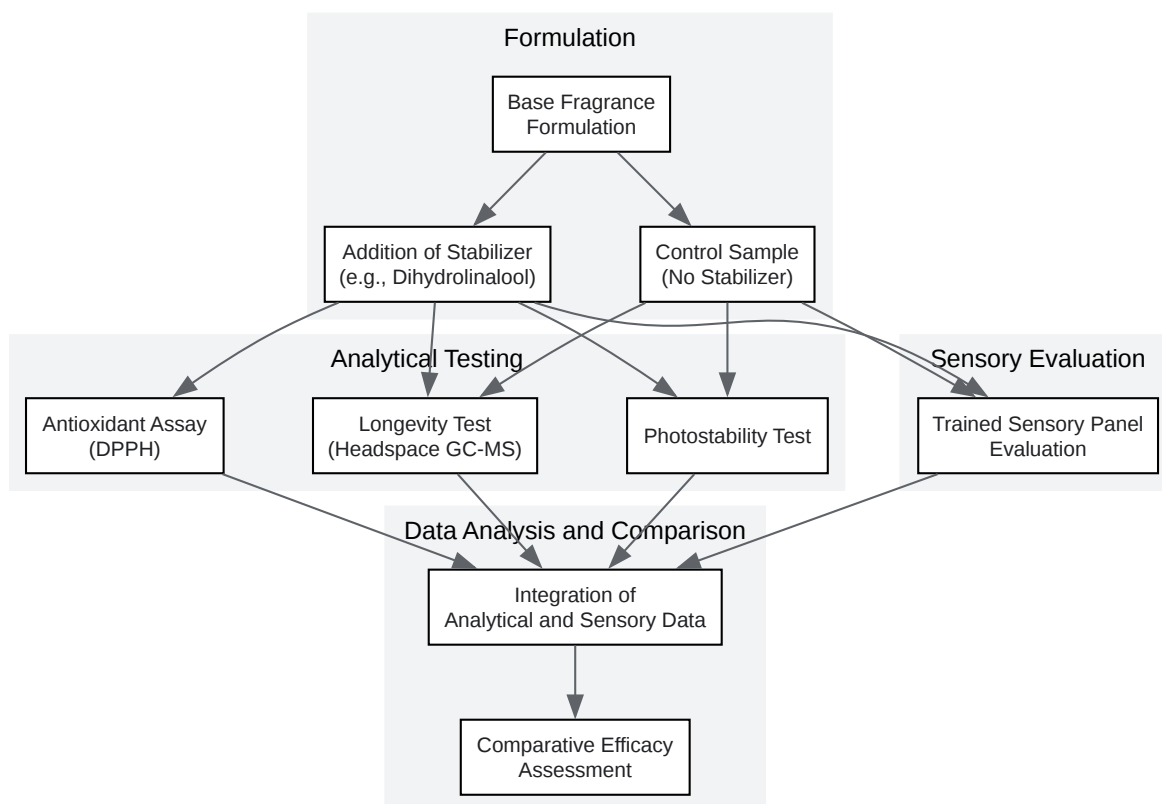 Formulation
Base Fragrance
Formulation
Addition of Stabilizer
(e.g., Dihydrolinalool)
Control Sample
(No Stabilizer)
Analytical Testing
Sensory Evaluation
Antioxidant Assay
(DPPH)
Longevity Test
(Headspace GC-MS)
Photostability Test
Trained Sensory Panel
Evaluation
Data Analysis and Comparison
Integration of
Analytical and Sensory Data
Comparative Efficacy
Assessment